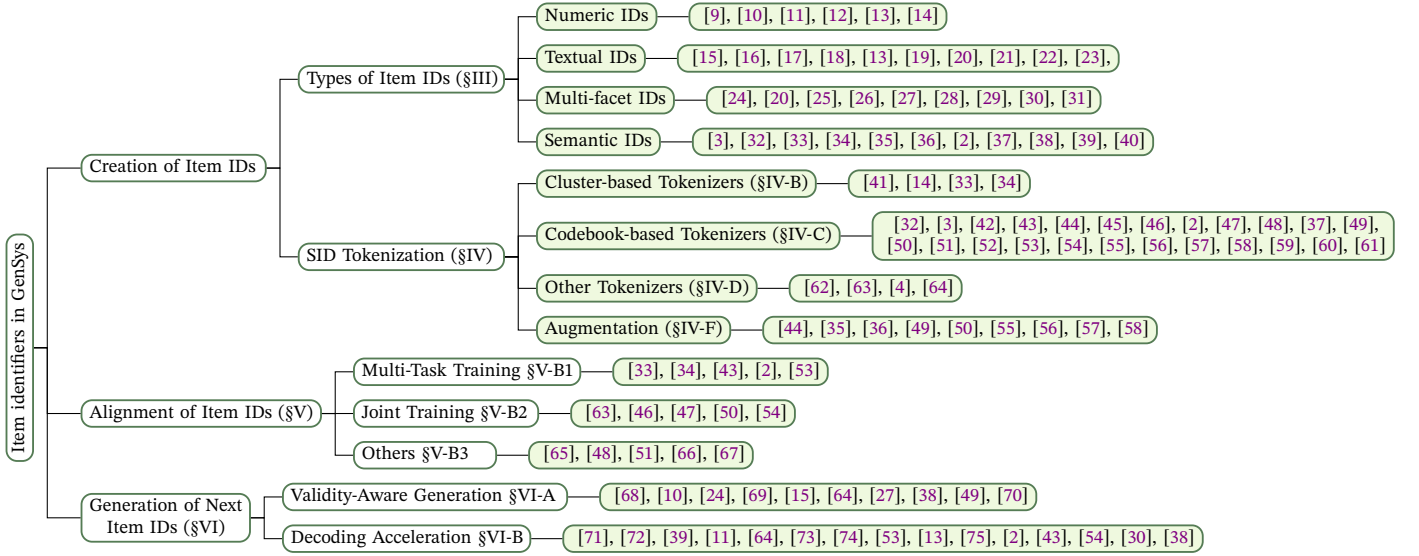 Item identifiers in GenSys
Creation of Item IDs
Types of Item IDs (§III)
Numeric IDs
[9], [10], [11], [12], [13], [14]
Textual IDs
[15], [16], [17], [18], [13], [19], [20], [21], [22], [23],
Multi-facet IDs
[24], [20], [25], [26], [27], [28], [29], [30], [31]
Semantic IDs
[3], [32], [33], [34], [35], [36], [2], [37], [38], [39], [40]
SID Tokenization (§IV)
Cluster-based Tokenizers (§IV-B)
[41], [14], [33], [34]
Codebook-based Tokenizers (§IV-C)
[32], [3], [42], [43], [44], [45], [46], [2], [47], [48], [37], [49],
[50], [51], [52], [53], [54], [55], [56], [57], [58], [59], [60], [61]
Other Tokenizers (§IV-D)
[62], [63], [4], [64]
Augmentation (§IV-F)
[44], [35], [36], [49], [50], [55], [56], [57], [58]
Alignment of Item IDs (§V)
Multi-Task Training §V-B1
[33], [34], [43], [2], [53]
Joint Training §V-B2
[63], [46], [47], [50], [54]
Others §V-B3
[65], [48], [51], [66], [67]
Generation of Next
Item IDs (§VI)
Validity-Aware Generation §VI-A
[68], [10], [24], [69], [15], [64], [27], [38], [49], [70]
Decoding Acceleration §VI-B
[71], [72], [39], [11], [64], [73], [74], [53], [13], [75], [2], [43], [54], [30], [38]